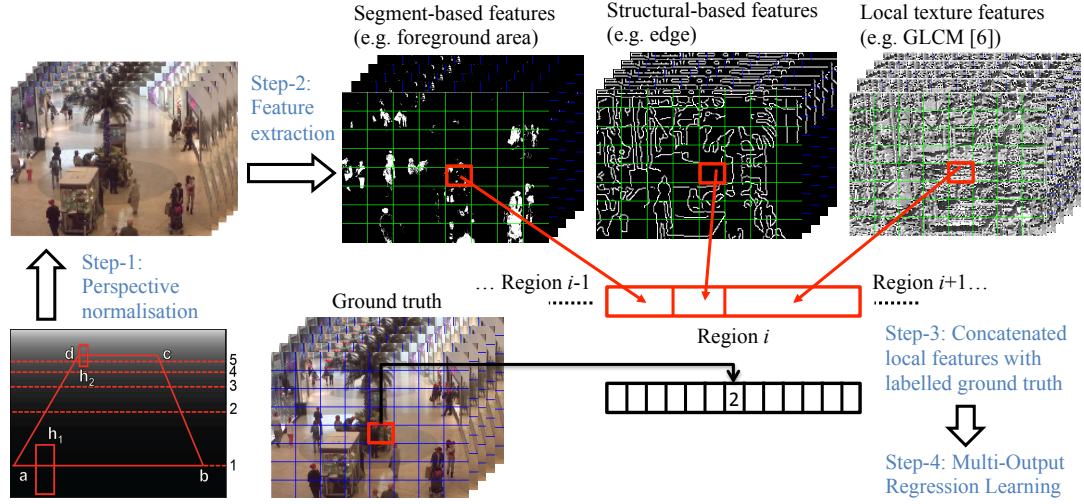 Segment-based features
(e.g. foreground area)
Structural-based features
(e.g. edge)
Local texture features
(e.g. GLCM [6])
Step-2:
Feature
extraction
Step-1:
Perspective
normalisation
… Region i-1
Region i+1…
Region i
Ground truth
2
Step-3: Concatenated
local features with
labelled ground truth
Step-4: Multi-Output
Regression Learning
d
c
h2
h1
a
b
5
4
3
2
1